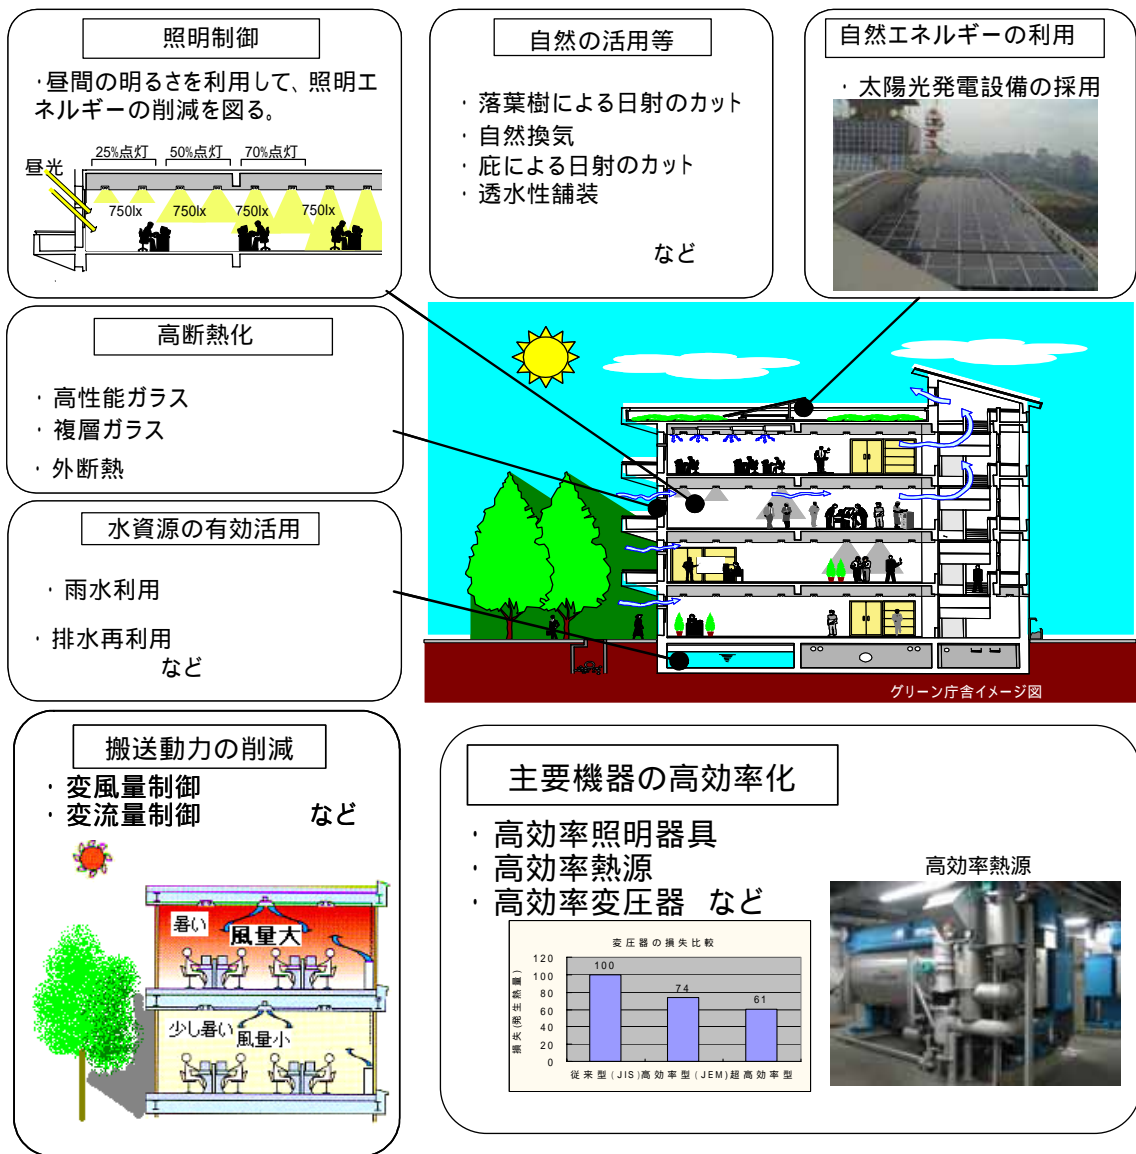 照明制御
・昼間の明るさを利用して、照明エ
ネルギーの削減を図る。
25%点灯 50%点灯 70%点灯
昼光
750lx 750lx 750lx 750lx
自然の活用等
・落葉樹による日射のカット
・自然換気
・庇による日射のカット
・透水性舗装
など
自然エネルギーの利用
・太陽光発電設備の採用
高断熱化
・高性能ガラス
・複層ガラス
・外断熱
水資源の有効活用
・雨水利用
・排水再利用
など
グリーン庁舎イメージ図
搬送動力の削減
・変風量制御
・変流量制御 など
暑い
風量大
少し暑い
風量小
主要機器の高効率化
・高効率照明器具
・高効率熱源
・高効率変圧器 など
高効率熱源
変圧器の損失比較
損失(発生熱量)
120
100
80
60
40
20
0
100
74
61
従来型(JIS) 高効率型(JEM) 超高効率型